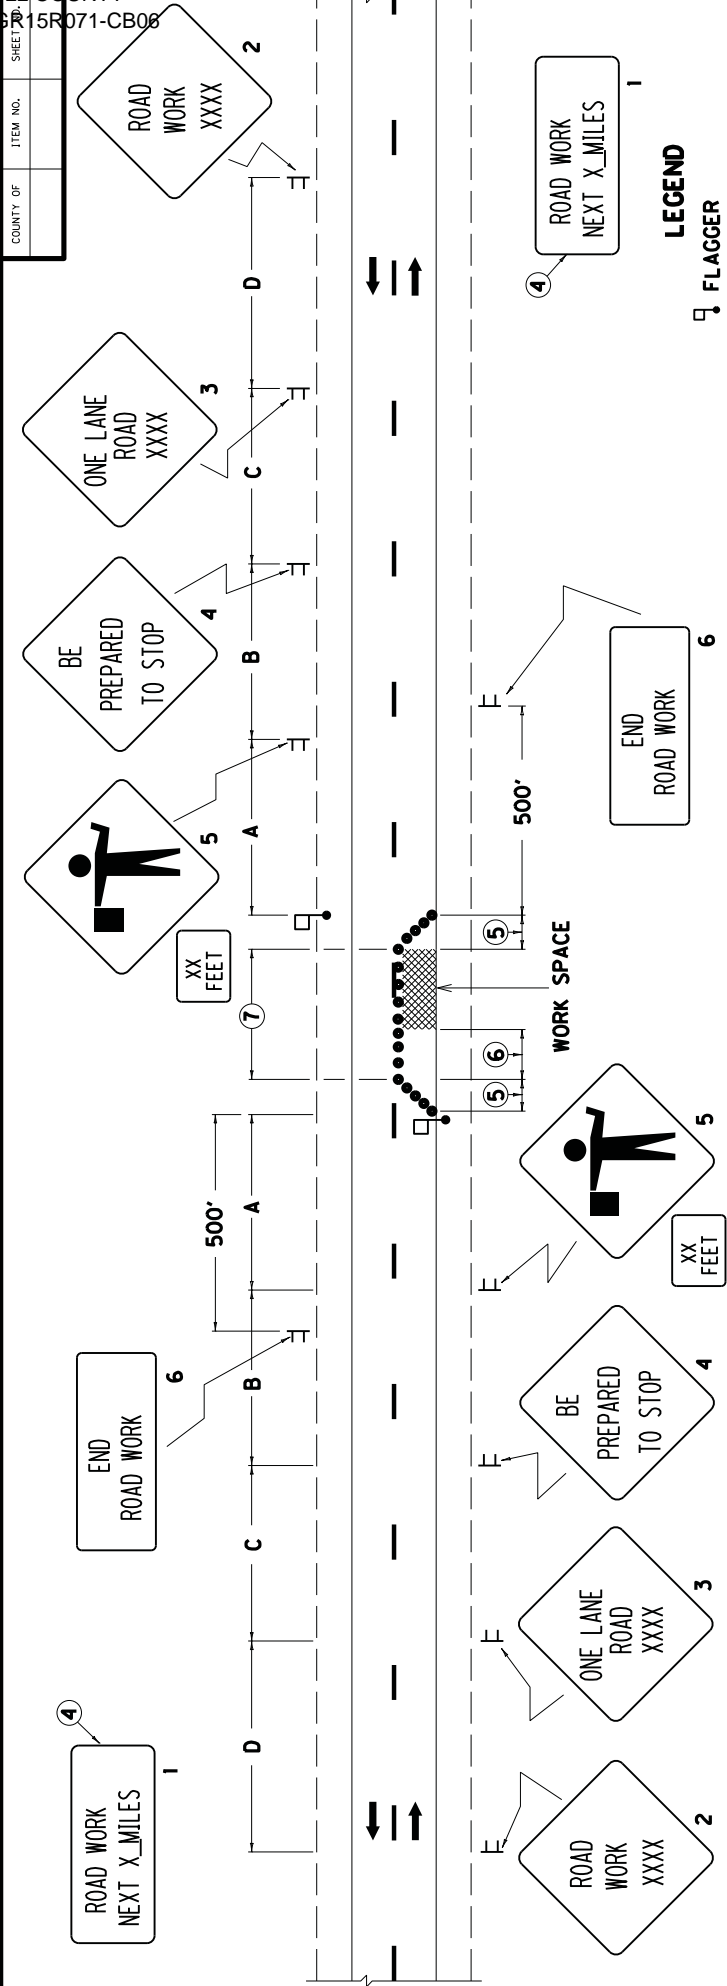 COUNTY OF
ITEM NO.
SHEET NO.
GR15R071-CB06
ROAD
WORK
XXXX
2
ONE LANE
ROAD
XXXX
3
BE
PREPARED
TO STOP
4
5
XX
FEET
END
ROAD WORK
6
ROAD WORK
NEXT X_MILES
1
4
D
C
B
A
7
500'
A
B
C
D
5
6
5
500'
WORK SPACE
ROAD WORK
NEXT X_MILES
1
4
LEGEND
FLAGGER
END
ROAD WORK
6
5
XX
FEET
BE
PREPARED
TO STOP
4
ONE LANE
ROAD
XXXX
3
ROAD
WORK
XXXX
2